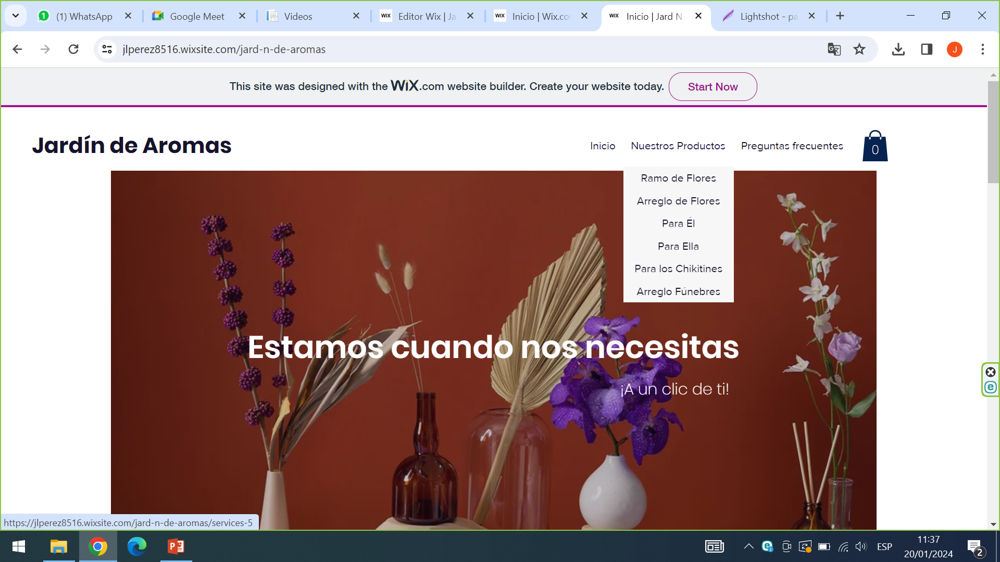 (1) WhatsApp
Google Meet
Videos
Editor Wix | Ja
Inicio | Wix.co
Inicio | Jard N
Lightshot - pa
jlperez8516.wixsite.com/jard-n-de-aromas
J
This site was designed with the WiX.com website builder. Create your website today.
Start Now
Jardín de Aromas
Inicio
Nuestros Productos
Preguntas frecuentes
0
Ramo de Flores
Arreglo de Flores
Para Él
Para Ella
Para los Chikitines
Arreglo Fúnebres
Estamos cuando nos necesitas
¡A un clic de ti!
https://jlperez8516.wixsite.com/jard-n-de-aromas/services-5
ESP
11:37
20/01/2024
2